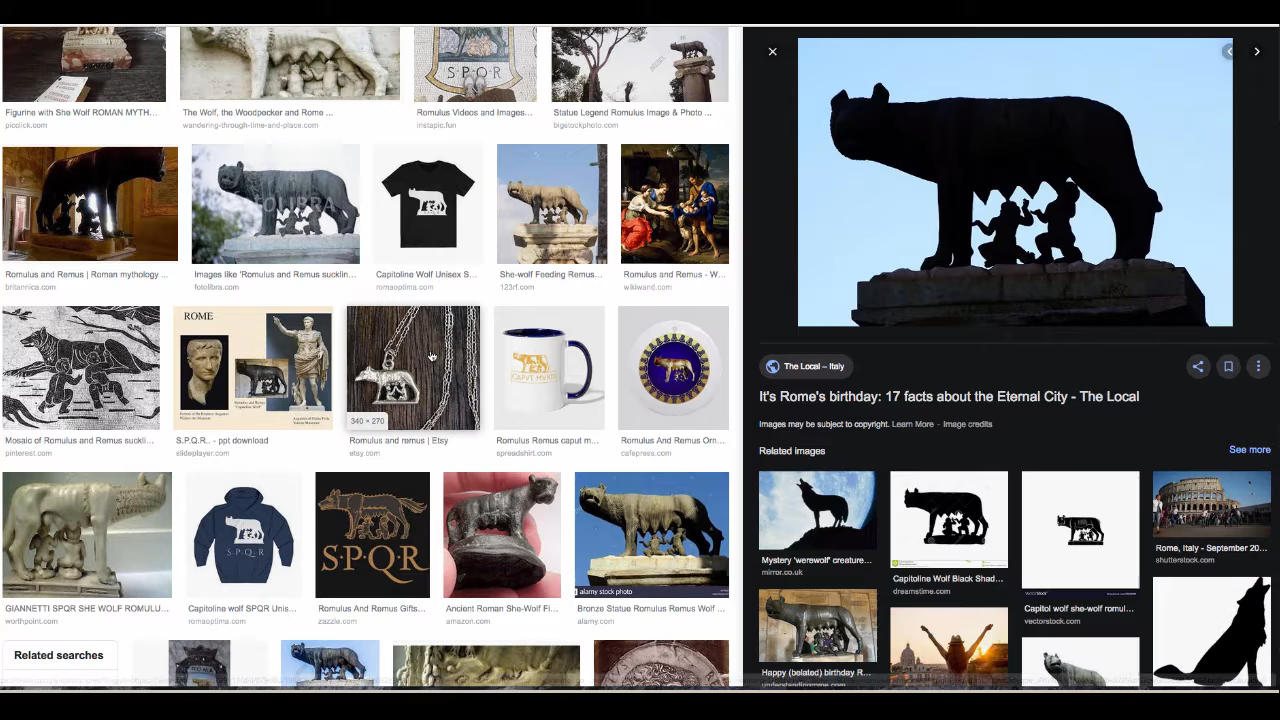 S·P·Q·R
Figurine with She Wolf ROMAN MYTH...
picclick.com
The Wolf, the Woodpecker and Rome ...
wandering-through-time-and-place.com
Romulus Videos and Images...
instapic.fun
Statue Legend Romulus Image & Photo ...
bigstockphoto.com
Romulus and Remus | Roman mythology ...
britannica.com
Images like 'Romulus and Remus sucklin...
fotolibra.com
Capitoline Wolf Unisex S...
romaoptima.com
She-wolf Feeding Remus...
123rf.com
Romulus and Remus - W...
wikiwand.com
ROME
CAPVT MVNDI
340 × 270
Mosaic of Romulus and Remus suckli...
pinterest.com
S.P.Q.R.. - ppt download
slideplayer.com
Romulus and remus | Etsy
etsy.com
Romulus Remus caput m...
spreadshirt.com
Romulus And Remus Orn...
cafepress.com
S·P·Q·R
S·P·Q·R
alamy stock photo
GIANNETTI SPQR SHE WOLF ROMULU...
worthpoint.com
Capitoline wolf SPQR Unis...
romaoptima.com
Romulus And Remus Gifts...
zazzle.com
Ancient Roman She-Wolf Fi...
amazon.com
Bronze Statue Romulus Remus Wolf ...
alamy.com
Related searches
The Local – Italy
It's Rome's birthday: 17 facts about the Eternal City - The Local
Images may be subject to copyright. Learn More - Image credits
Related images
See more
Mystery 'werewolf' creature...
mirror.co.uk
Capitoline Wolf Black Shad...
dreamstime.com
Capitol wolf she-wolf romul...
vectorstock.com
Rome, Italy - September 20...
shutterstock.com
Happy (belated) birthday R...
understandingrome.com